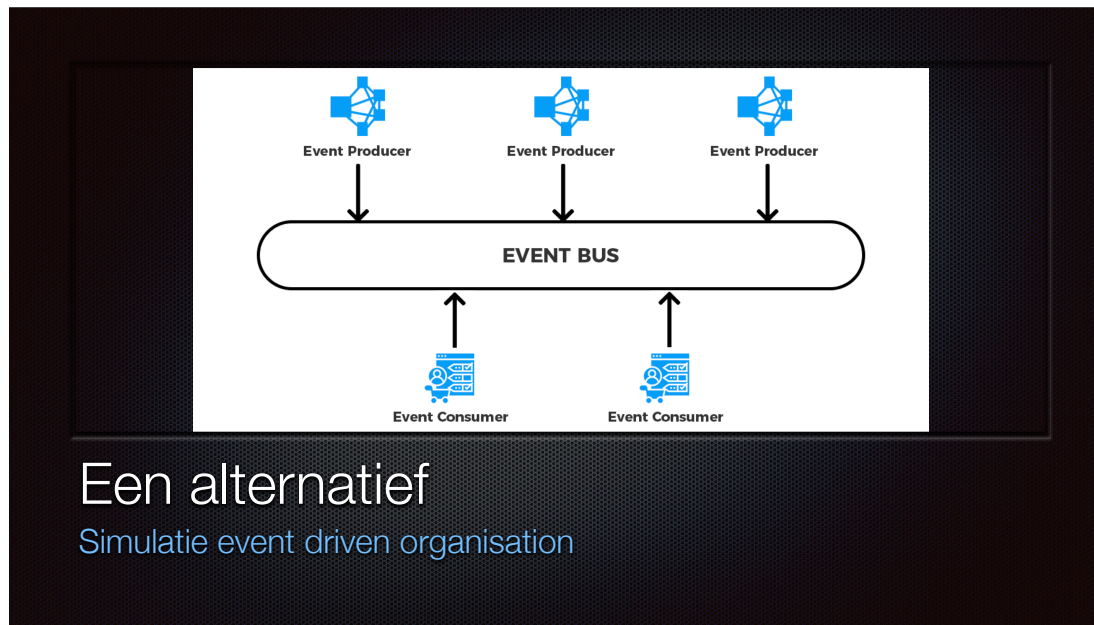 Event Producer
Event Producer
Event Producer
EVENT BUS
Event Consumer
Event Consumer
Een alternatief
Simulatie event driven organisation